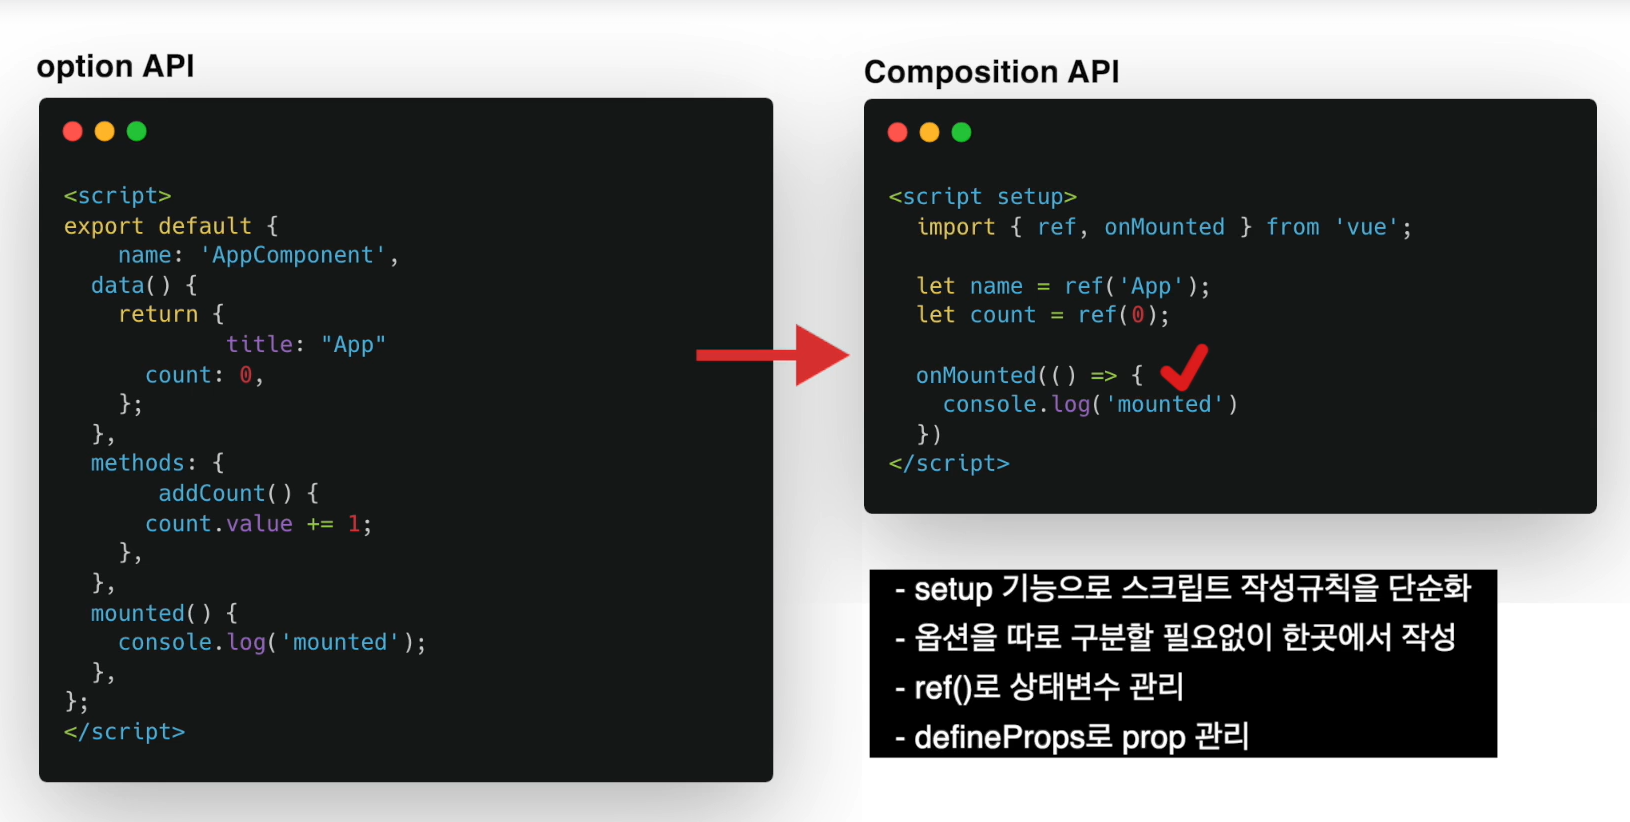 option API
<script>
export default {
name: 'AppComponent',
data() {
return {
title: "App"
count: 0,
};
},
methods: {
addCount() {
count.value += 1;
},
},
mounted() {
console.log('mounted');
},
};
</script>
Composition API
<script setup>
import { ref, onMounted } from 'vue';
let name = ref('App');
let count = ref(0);
onMounted(() => {
console.log('mounted')
})
</script>
- setup 기능으로 스크립트 작성규칙을 단순화
- 옵션을 따로 구분할 필요없이 한곳에서 작성
- ref()로 상태변수 관리
- defineProps로 prop 관리